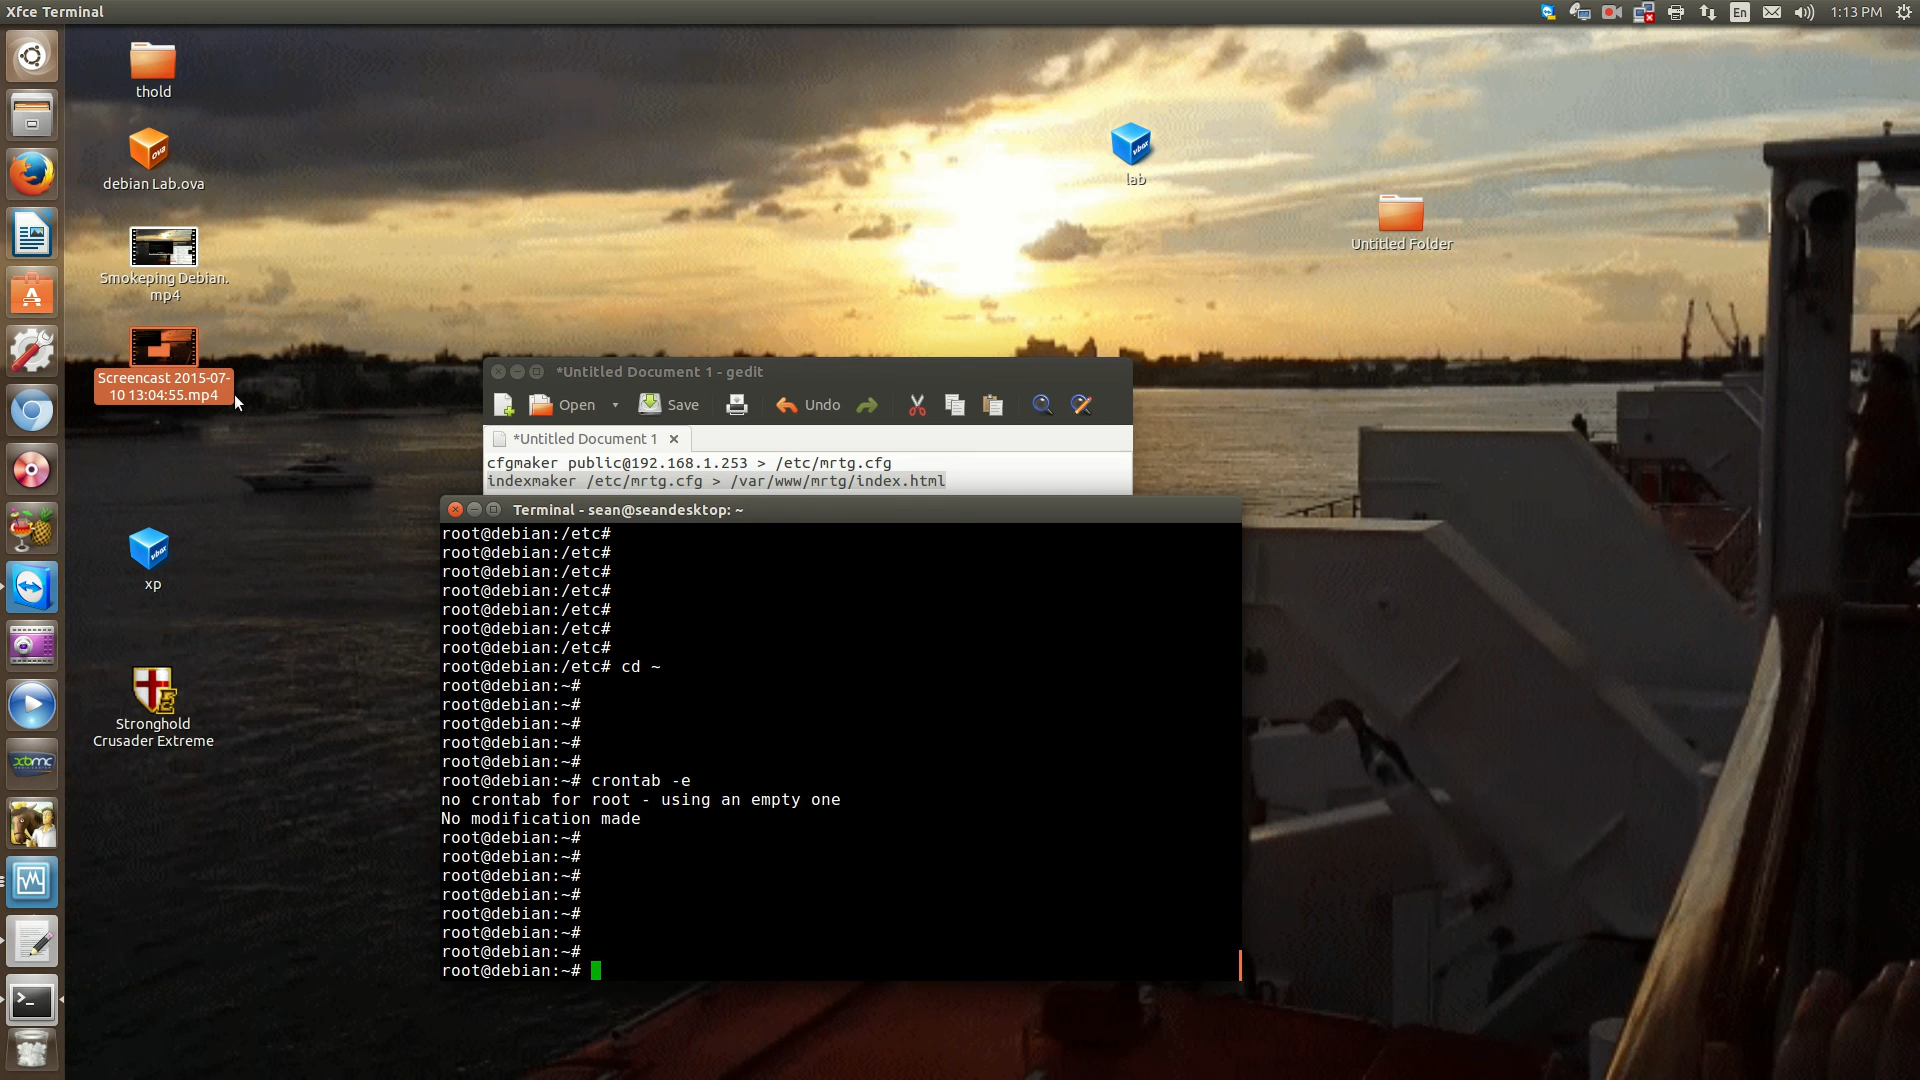 Xfce Terminal
En
1:13 PM
thold
ova
debian Lab.ova
Smokeping Debian.
mp4
Screencast 2015-07-
10 13:04:55.mp4
vbox
lab
Untitled Folder
vbox
xp
Stronghold
Crusader Extreme
xbmc
*Untitled Document 1 - gedit
Open
Save
Undo
*Untitled Document 1
cfgmaker public@192.168.1.253 > /etc/mrtg.cfg
indexmaker /etc/mrtg.cfg > /var/www/mrtg/index.html
Terminal - sean@seandesktop: ~
root@debian:/etc#
root@debian:/etc#
root@debian:/etc#
root@debian:/etc#
root@debian:/etc#
root@debian:/etc#
root@debian:/etc#
root@debian:/etc# cd ~
root@debian:~#
root@debian:~#
root@debian:~#
root@debian:~#
root@debian:~#
root@debian:~# crontab -e
no crontab for root - using an empty one
No modification made
root@debian:~#
root@debian:~#
root@debian:~#
root@debian:~#
root@debian:~#
root@debian:~#
root@debian:~#
root@debian:~#